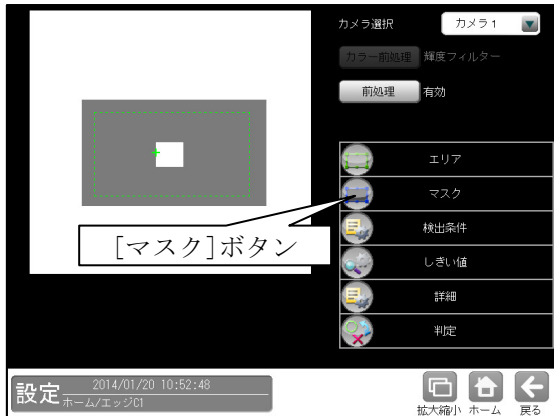 カメラ選択 カメラ1
カラー前処理 輝度フィルター
前処理 有効
エリア
マスク
検出条件
しきい値
詳細
判定
[マスク]ボタン
設定 2014/01/20 10:52:48
ホーム/エッジC1
拡大縮小 ホーム 戻る